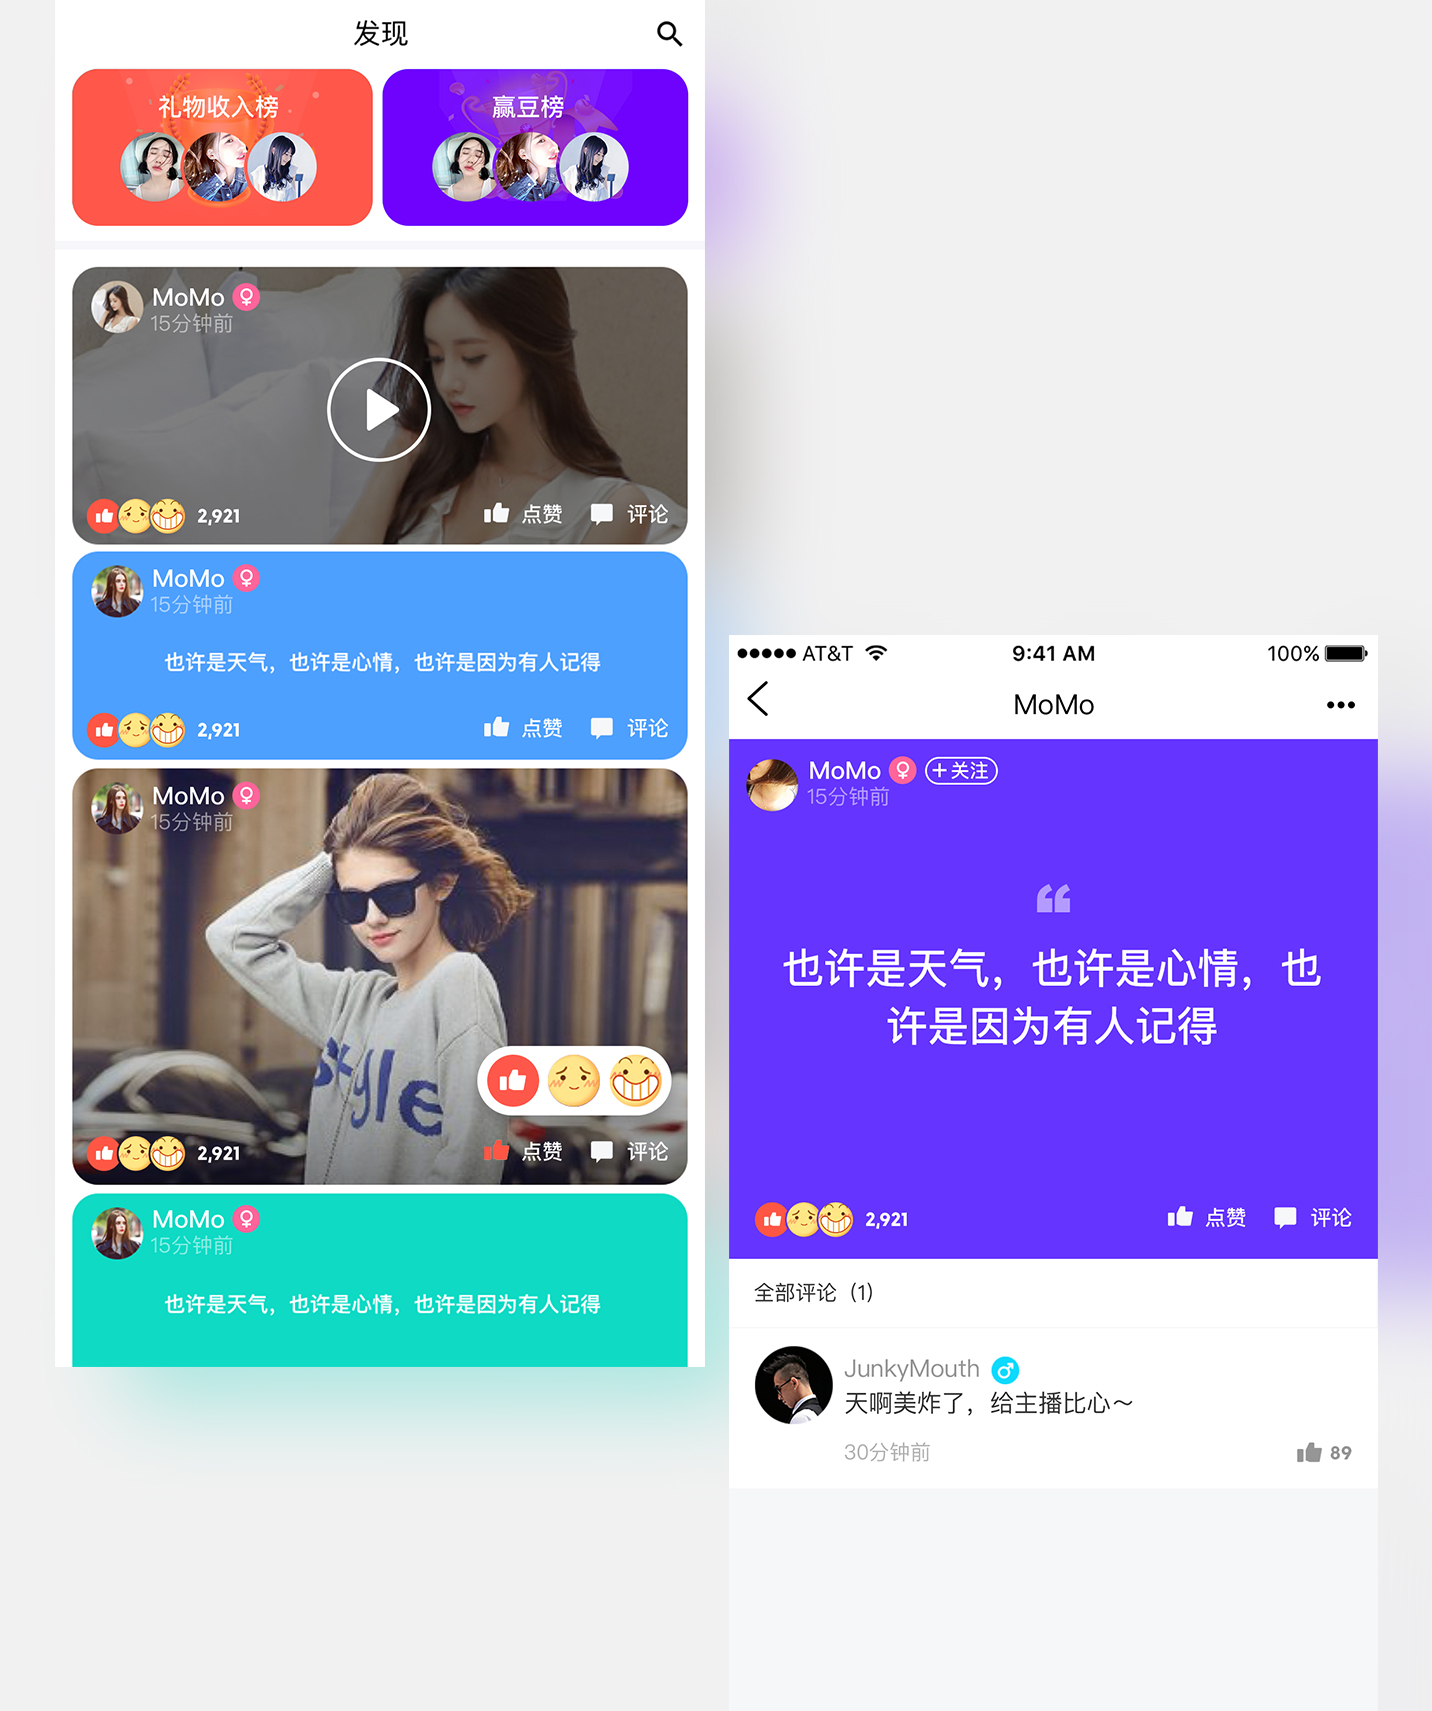 发现
礼物收入榜
赢豆榜
MoMo
15分钟前
2,921
点赞
评论
MoMo
15分钟前
也许是天气，也许是心情，也许是因为有人记得
2,921
点赞
评论
MoMo
15分钟前
style
2,921
点赞
评论
MoMo
15分钟前
也许是天气，也许是心情，也许是因为有人记得
AT&T
9:41 AM
100%
MoMo
MoMo
+关注
15分钟前
“
也许是天气，也许是心情，也
许是因为有人记得
2,921
点赞
评论
全部评论（1）
JunkyMouth
天啊美炸了，给主播比心～
30分钟前
89